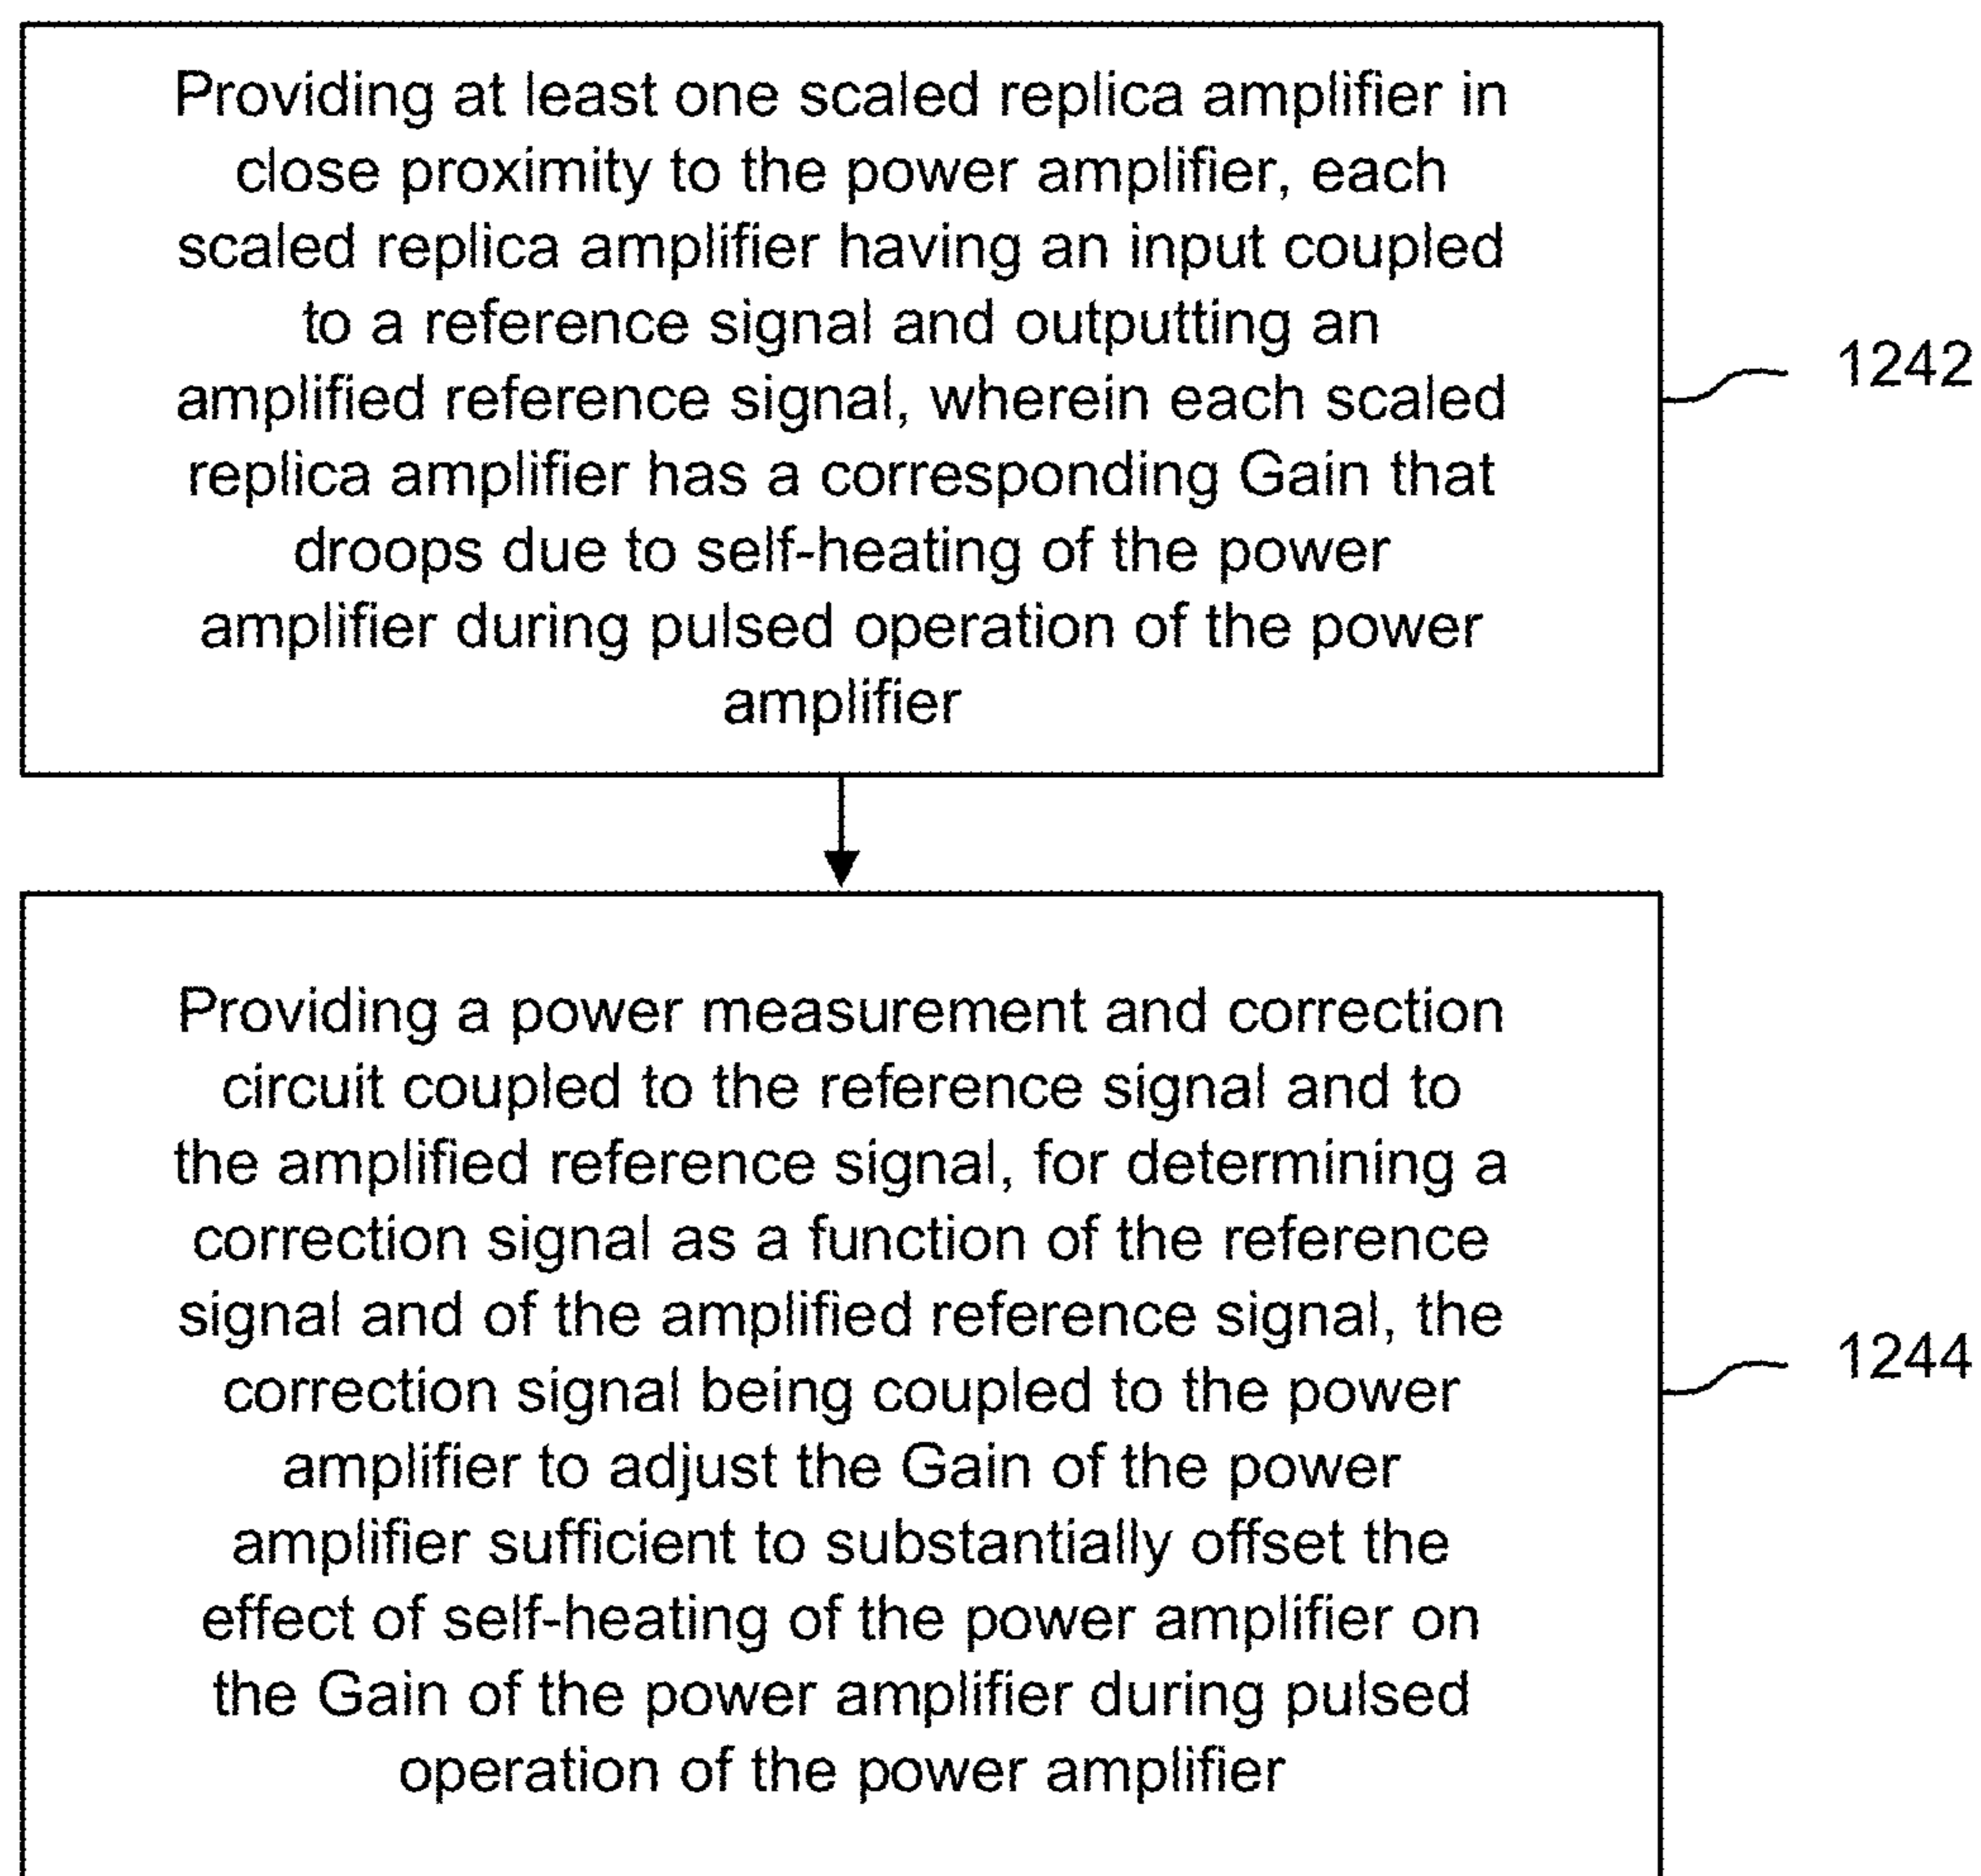 Providing at least one scaled replica amplifier in
close proximity to the power amplifier, each
scaled replica amplifier having an input coupled
to a reference signal and outputting an
amplified reference signal, wherein each scaled
replica amplifier has a corresponding Gain that
droops due to self-heating of the power
amplifier during pulsed operation of the power
amplifier
1242
Providing a power measurement and correction
circuit coupled to the reference signal and to
the amplified reference signal, for determining a
correction signal as a function of the reference
signal and of the amplified reference signal, the
correction signal being coupled to the power
amplifier to adjust the Gain of the power
amplifier sufficient to substantially offset the
effect of self-heating of the power amplifier on
the Gain of the power amplifier during pulsed
operation of the power amplifier
1244